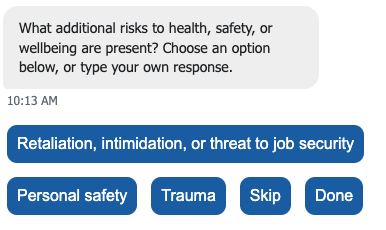 What additional risks to health, safety, or
wellbeing are present? Choose an option
below, or type your own response.
10:13 AM
Retaliation, intimidation, or threat to job security
Personal safety Trauma Skip Done